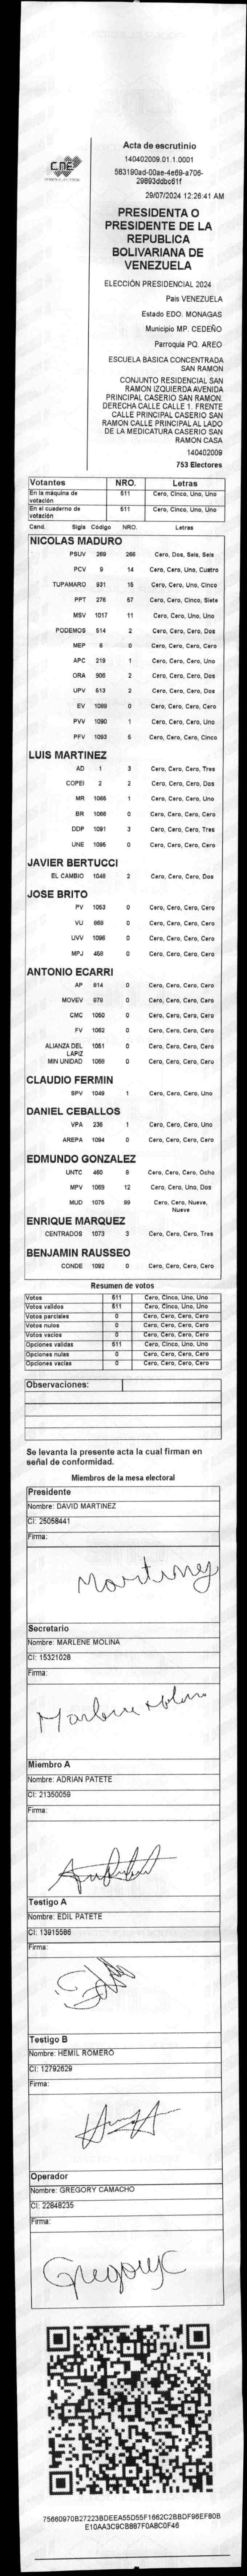 CNE
Acta de escrutinio
140402009.01.1.0001
583190ad-00ae-4e69-a706-
29893ddbc61f
29/07/2024 12:26:41 AM
PRESIDENTA O
PRESIDENTE DE LA
REPUBLICA
BOLIVARIANA DE
VENEZUELA
ELECCIÓN PRESIDENCIAL 2024
Pais VENEZUELA
Estado EDO. MONAGAS
Municipio MP. CEDEÑO
Parroquia PQ. AREO
ESCUELA BASICA CONCENTRADA
SAN RAMON
CONJUNTO RESIDENCIAL SAN
RAMON IZQUIERDA AVENIDA
PRINCIPAL CASERIO SAN RAMON.
DERECHA CALLE CALLE 1. FRENTE
CALLE PRINCIPAL CASERIO SAN
RAMON CALLE PRINCIPAL AL LADO
DE LA MEDICATURA CASERIO SAN
RAMON CASA
140402009
753 Electores
Votantes NRO. Letras
En la máquina de votación 511 Cero, Cinco, Uno, Uno
En el cuaderno de votación 511 Cero, Cinco, Uno, Uno
Cand. Sigla Código NRO. Letras
NICOLAS MADURO
PSUV 269 266 Cero, Dos, Seis, Seis
PCV 9 14 Cero, Cero, Uno, Cuatro
TUPAMARO 931 15 Cero, Cero, Uno, Cinco
PPT 276 57 Cero, Cero, Cinco, Siete
MSV 1017 11 Cero, Cero, Uno, Uno
PODEMOS 514 2 Cero, Cero, Cero, Dos
MEP 6 0 Cero, Cero, Cero, Cero
APC 219 1 Cero, Cero, Cero, Uno
ORA 906 2 Cero, Cero, Cero, Dos
UPV 613 2 Cero, Cero, Cero, Dos
EV 1089 0 Cero, Cero, Cero, Cero
PVV 1090 1 Cero, Cero, Cero, Uno
PFV 1093 5 Cero, Cero, Cero, Cinco
LUIS MARTINEZ
AD 1 3 Cero, Cero, Cero, Tres
COPEI 2 2 Cero, Cero, Cero, Dos
MR 1065 1 Cero, Cero, Cero, Uno
BR 1066 0 Cero, Cero, Cero, Cero
DDP 1091 3 Cero, Cero, Cero, Tres
UNE 1095 0 Cero, Cero, Cero, Cero
JAVIER BERTUCCI
EL CAMBIO 1048 2 Cero, Cero, Cero, Dos
JOSE BRITO
PV 1053 0 Cero, Cero, Cero, Cero
VU 868 0 Cero, Cero, Cero, Cero
UVV 1096 0 Cero, Cero, Cero, Cero
MPJ 458 0 Cero, Cero, Cero, Cero
ANTONIO ECARRI
AP 814 0 Cero, Cero, Cero, Cero
MOVEV 979 0 Cero, Cero, Cero, Cero
CMC 1050 0 Cero, Cero, Cero, Cero
FV 1062 0 Cero, Cero, Cero, Cero
ALIANZA DEL LAPIZ 1051 0 Cero, Cero, Cero, Cero
MIN UNIDAD 1068 0 Cero, Cero, Cero, Cero
CLAUDIO FERMIN
SPV 1049 1 Cero, Cero, Cero, Uno
DANIEL CEBALLOS
VPA 236 1 Cero, Cero, Cero, Uno
AREPA 1094 0 Cero, Cero, Cero, Cero
EDMUNDO GONZALEZ
UNTC 460 8 Cero, Cero, Cero, Ocho
MPV 1069 12 Cero, Cero, Uno, Dos
MUD 1075 99 Cero, Cero, Nueve, Nueve
ENRIQUE MARQUEZ
CENTRADOS 1073 3 Cero, Cero, Cero, Tres
BENJAMIN RAUSSEO
CONDE 1092 0 Cero, Cero, Cero, Cero
Resumen de votos
Votos 511 Cero, Cinco, Uno, Uno
Votos validos 511 Cero, Cinco, Uno, Uno
Votos parciales 0 Cero, Cero, Cero, Cero
Votos nulos 0 Cero, Cero, Cero, Cero
Votos vacios 0 Cero, Cero, Cero, Cero
Opciones validas 511 Cero, Cinco, Uno, Uno
Opciones nulas 0 Cero, Cero, Cero, Cero
Opciones vacias 0 Cero, Cero, Cero, Cero
Observaciones:
Se levanta la presente acta la cual firman en
señal de conformidad.
Miembros de la mesa electoral
Presidente
Nombre: DAVID MARTINEZ
CI: 25058441
Firma:
Martinez
Secretario
Nombre: MARLENE MOLINA
CI: 15321028
Firma:
Marlene Molina
Miembro A
Nombre: ADRIAN PATETE
CI: 21350059
Firma:
Testigo A
Nombre: EDIL PATETE
CI: 13915586
Firma:
Testigo B
Nombre: HEMIL ROMERO
CI: 12792629
Firma:
Operador
Nombre: GREGORY CAMACHO
CI: 22848235
Firma:
GregoryC
75660970B27223BDEEA55D55F1662C2BBDF96EF80B
E10AA3C9CB887F0A8C0F46